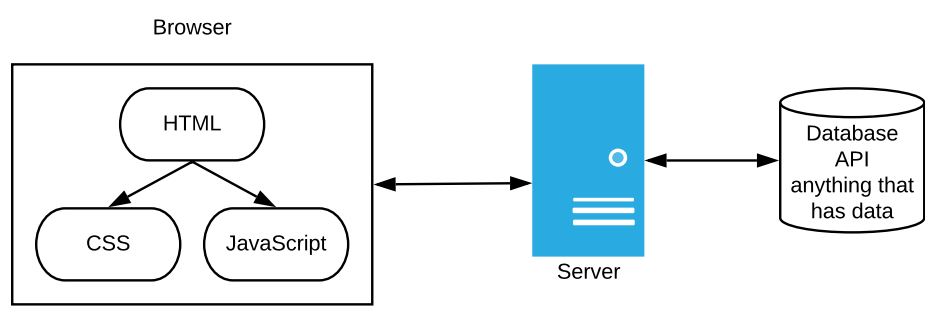 Browser
HTML
CSS
JavaScript
Server
Database
API
anything that
has data